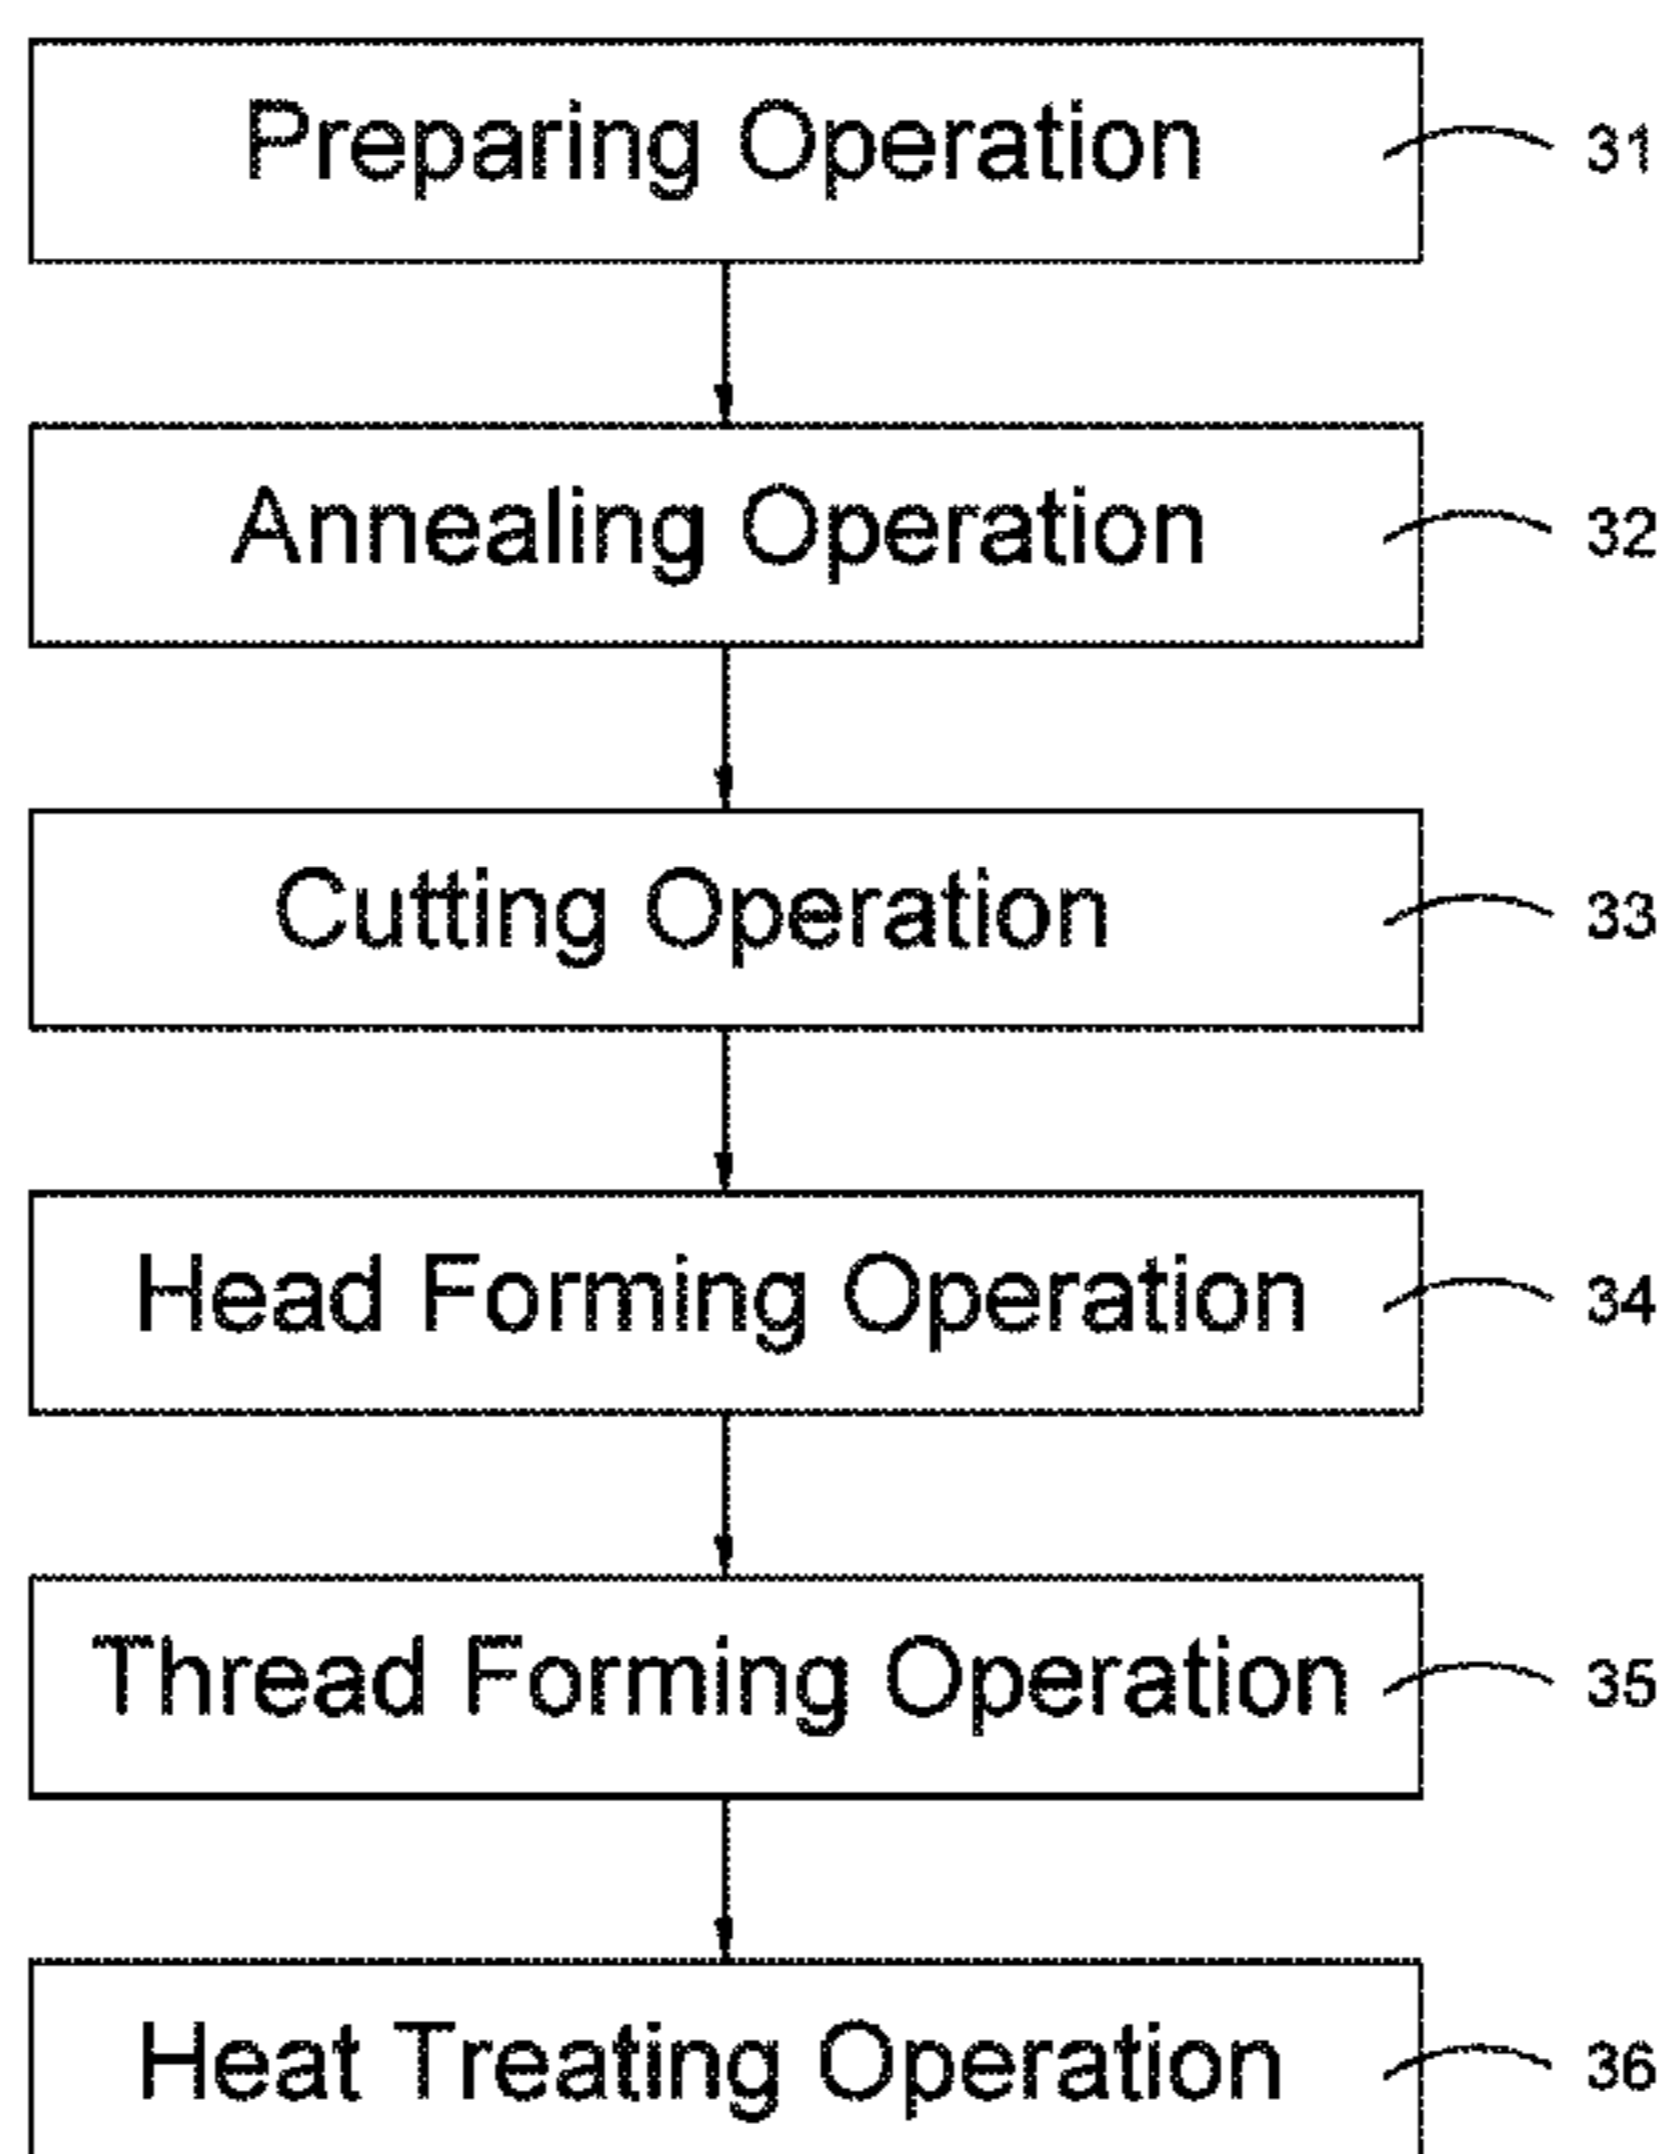 Preparing Operation 31
Annealing Operation 32
Cutting Operation 33
Head Forming Operation 34
Thread Forming Operation 35
Heat Treating Operation 36